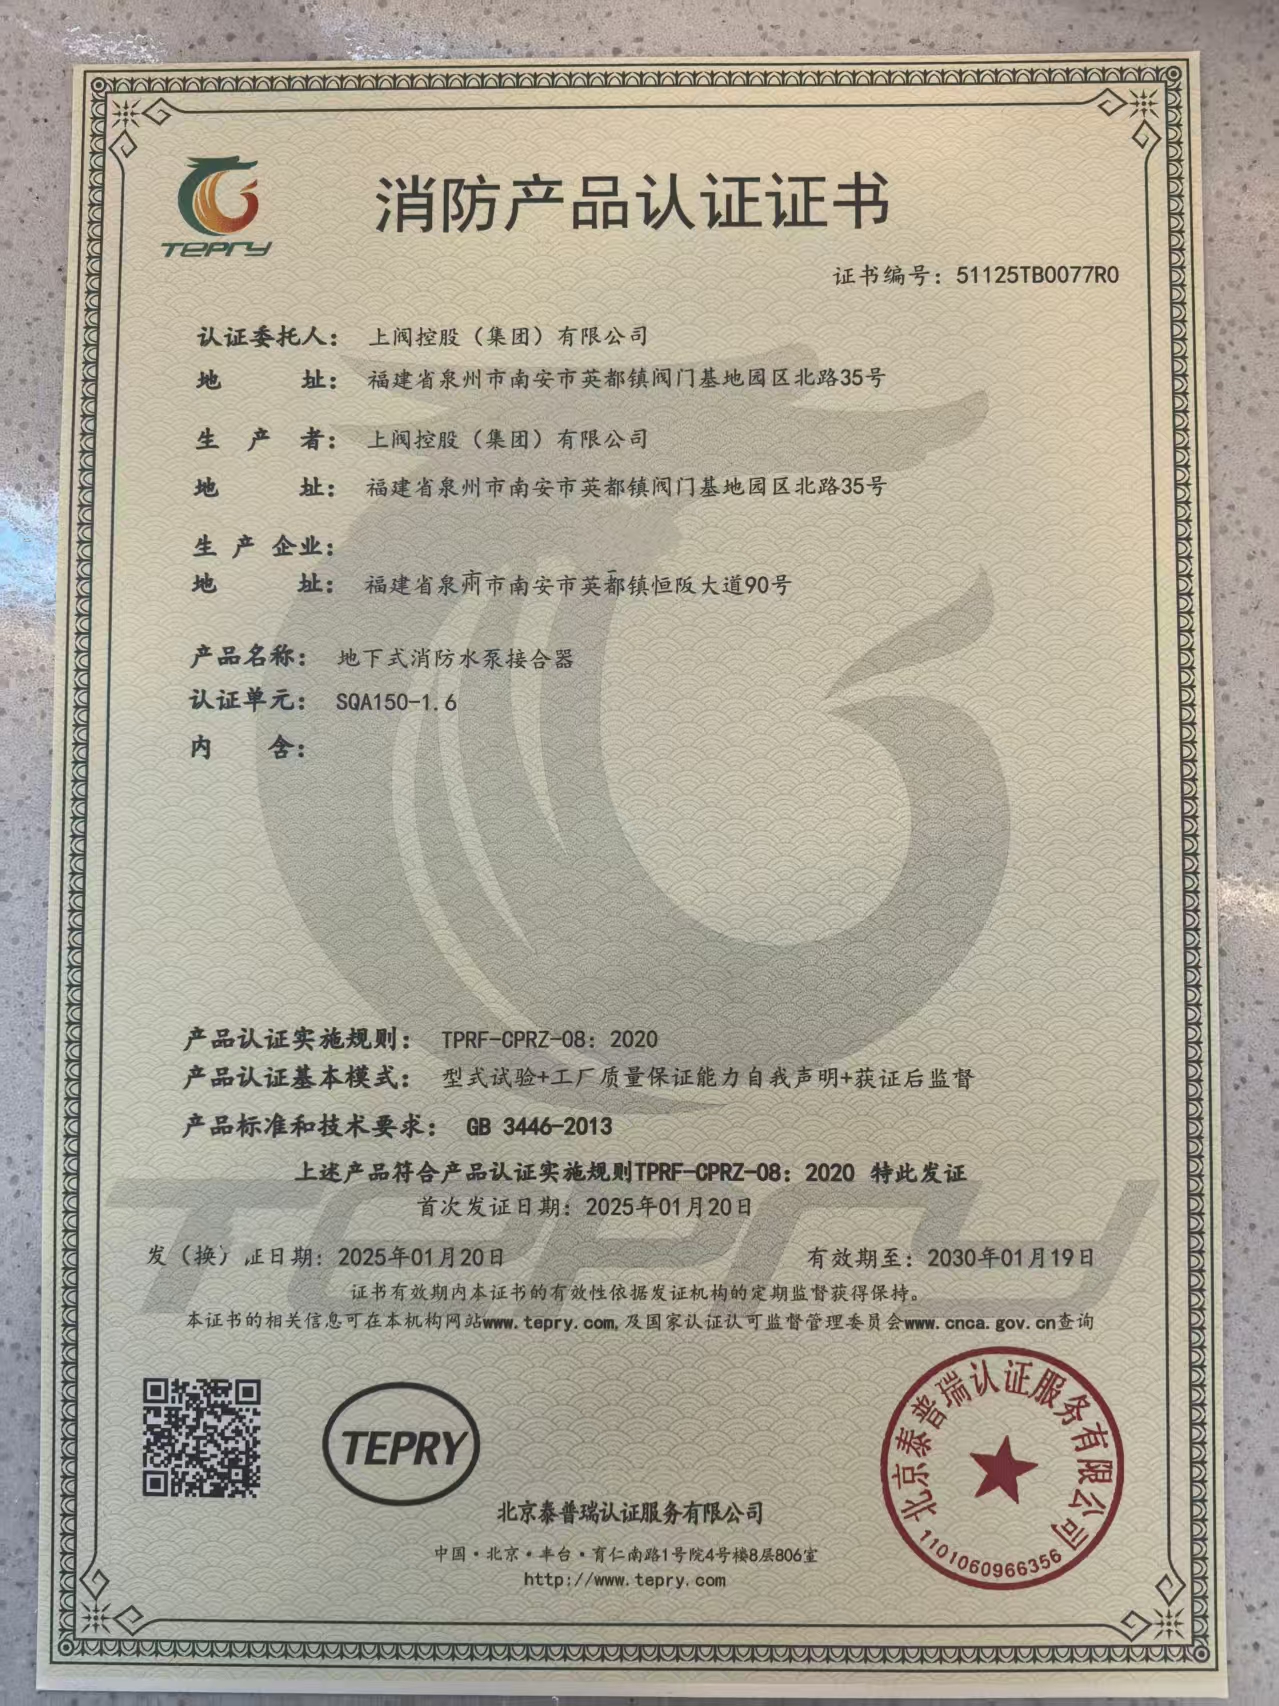 TEPRY
消防产品认证证书
证书编号：51125TB0077R0
认证委托人： 上阀控股（集团）有限公司
地 址： 福建省泉州市南安市英都镇阀门基地园区北路35号
生 产 者： 上阀控股（集团）有限公司
地 址： 福建省泉州市南安市英都镇阀门基地园区北路35号
生 产 企业：
地 址： 福建省泉州市南安市英都镇恒阪大道90号
产品名称： 地下式消防水泵接合器
认证单元： SQA150-1.6
内 含：
产品认证实施规则： TPRF-CPRZ-08：2020
产品认证基本模式： 型式试验+工厂质量保证能力自我声明+获证后监督
产品标准和技术要求： GB 3446-2013
上述产品符合产品认证实施规则TPRF-CPRZ-08：2020 特此发证
首次发证日期：2025年01月20日
发（换）证日期：2025年01月20日 有效期至：2030年01月19日
证书有效期内本证书的有效性依据发证机构的定期监督获得保持。
本证书的相关信息可在本机构网站www.tepry.com,及国家认证认可监督管理委员会www.cnca.gov.cn查询
TEPRY
TEPRY
北京泰普瑞认证服务有限公司
1101060966356
北京泰普瑞认证服务有限公司
中国·北京·丰台·育仁南路1号院4号楼8层806室
http://www.tepry.com